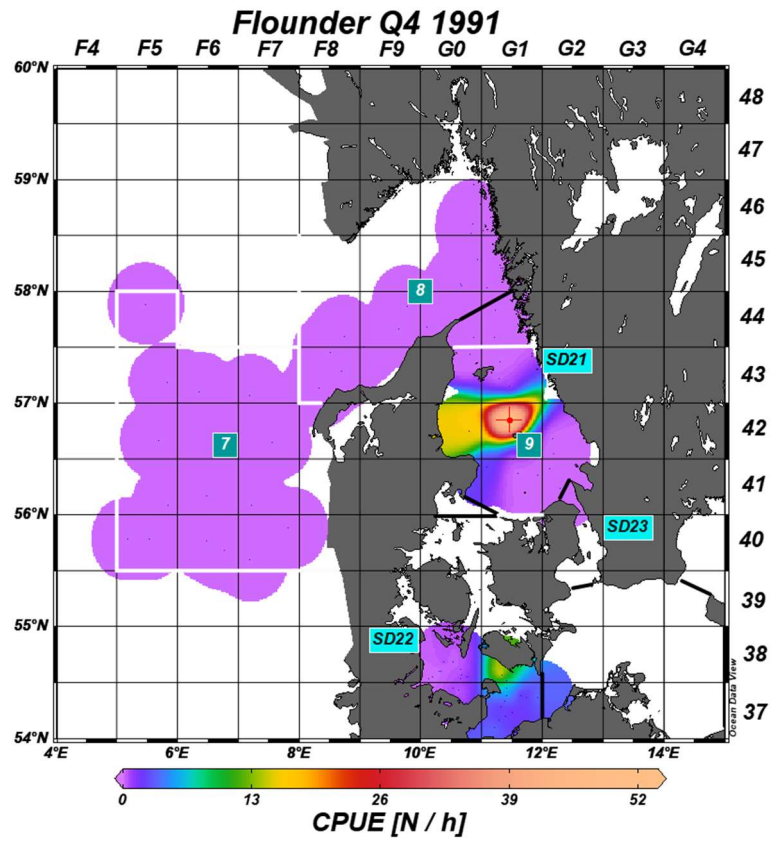 Flounder Q4 1991
F4 F5 F6 F7 F8 F9 G0 G1 G2 G3 G4
60°N
48
47
59°N
46
45
58°N
8
44
SD21
43
57°N
42
7
9
41
56°N
SD23
40
39
55°N
SD22
38
37
Ocean Data View
54°N
4°E 6°E 8°E 10°E 12°E 14°E
0 13 26 39 52
CPUE [N / h]